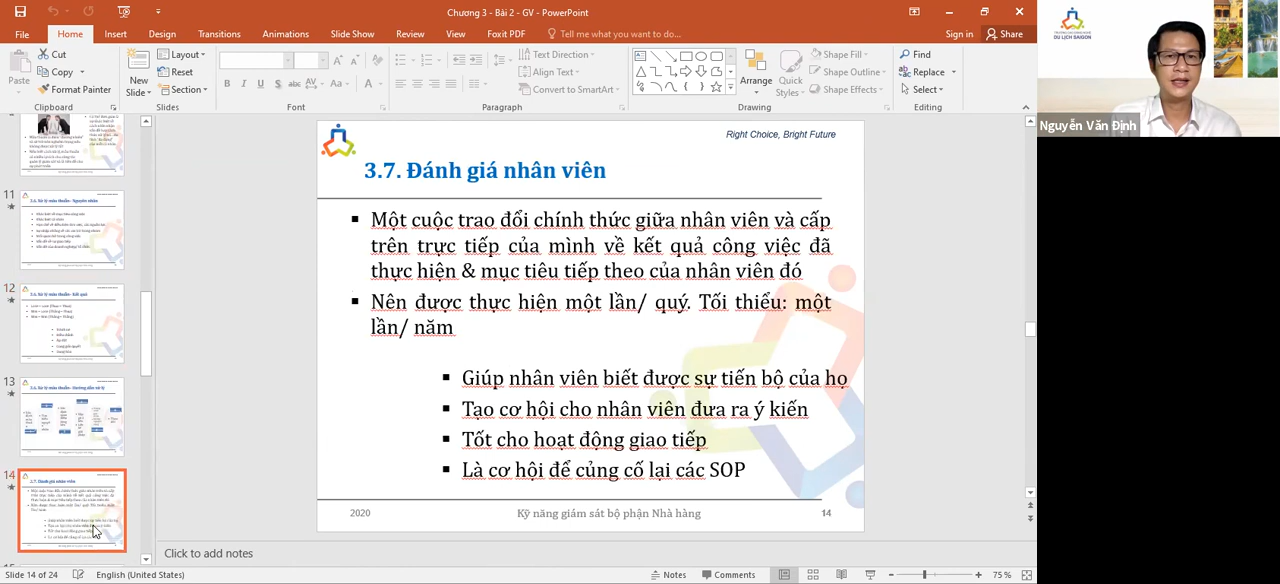 Chương 3 - Bài 2 - GV - PowerPoint
File Home Insert Design Transitions Animations Slide Show Review View Foxit PDF Tell me what you want to do...
Sign in Share
Paste
Cut
Copy
Format Painter
Clipboard
New Slide
Layout
Reset
Section
Slides
Font
Text Direction
Align Text
Convert to SmartArt
Paragraph
Arrange
Quick Styles
Shape Fill
Shape Outline
Shape Effects
Drawing
Find
Replace
Select
Editing
DU LỊCH SAIGON
Nguyễn Văn Định
11
12
13
14
3.7. Đánh giá nhân viên
Right Choice, Bright Future
3.7. Đánh giá nhân viên
Một cuộc trao đổi chính thức giữa nhân viên và cấp
trên trực tiếp của mình về kết quả công việc đã
thực hiện & mục tiêu tiếp theo của nhân viên đó
Nên được thực hiện một lần/ quý. Tối thiểu: một
lần/ năm
Giúp nhân viên biết được sự tiến bộ của họ
Tạo cơ hội cho nhân viên đưa ra ý kiến
Tốt cho hoạt động giao tiếp
Là cơ hội để củng cố lại các SOP
2020 Kỹ năng giám sát bộ phận Nhà hàng 14
Click to add notes
Slide 14 of 24 English (United States) Notes Comments 75 %